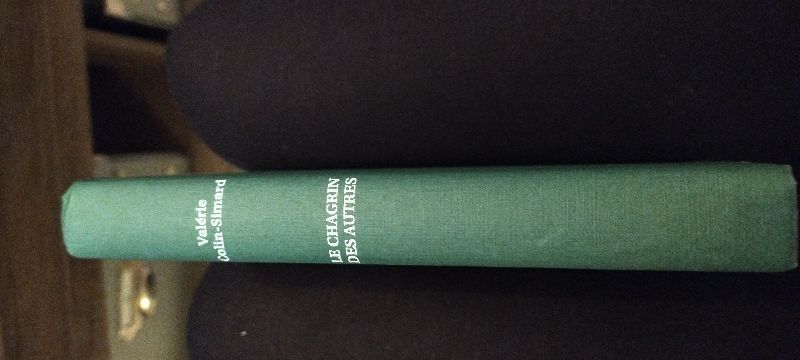 Valérie
Colin-Simard
LE CHAGRIN
DES AUTRES